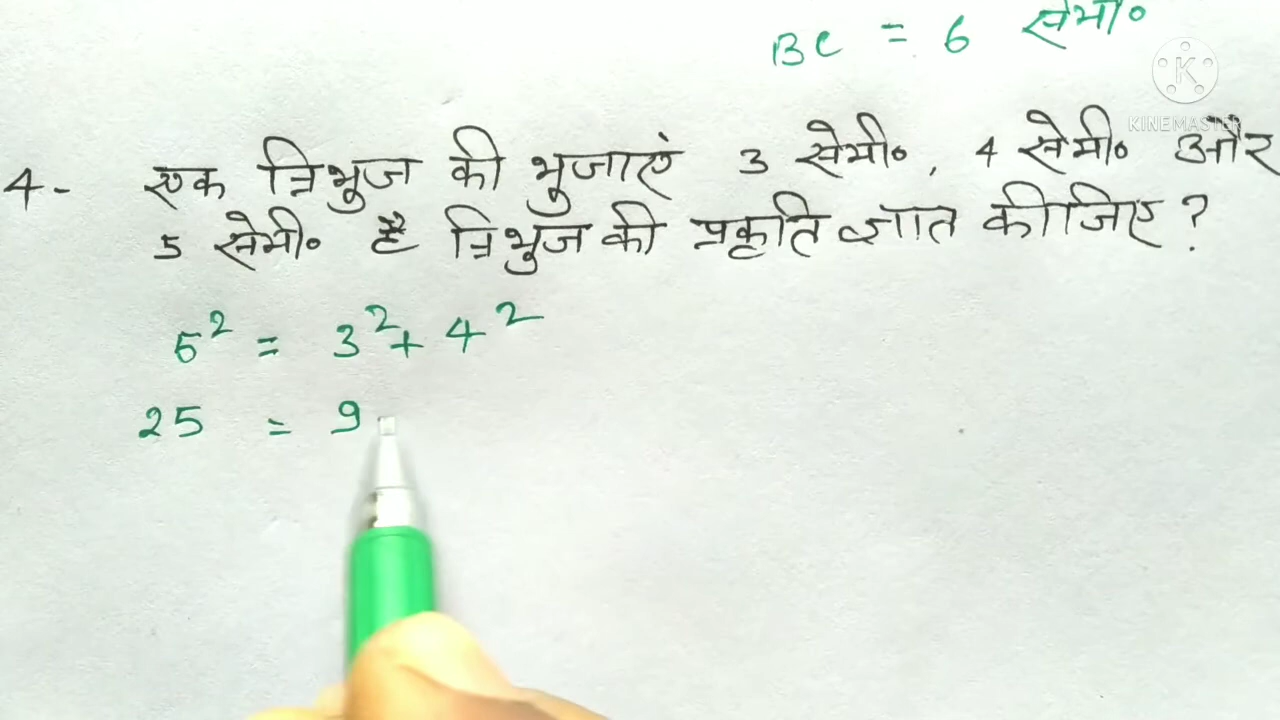 BC = 6 सेमी०
KINEMASTER
4- एक त्रिभुज की भुजाएं 3 सेमी०, 4 सेमी० और
5 सेमी० है त्रिभुज की प्रकृति ज्ञात कीजिए?
5² = 3² + 4²
25 = 9